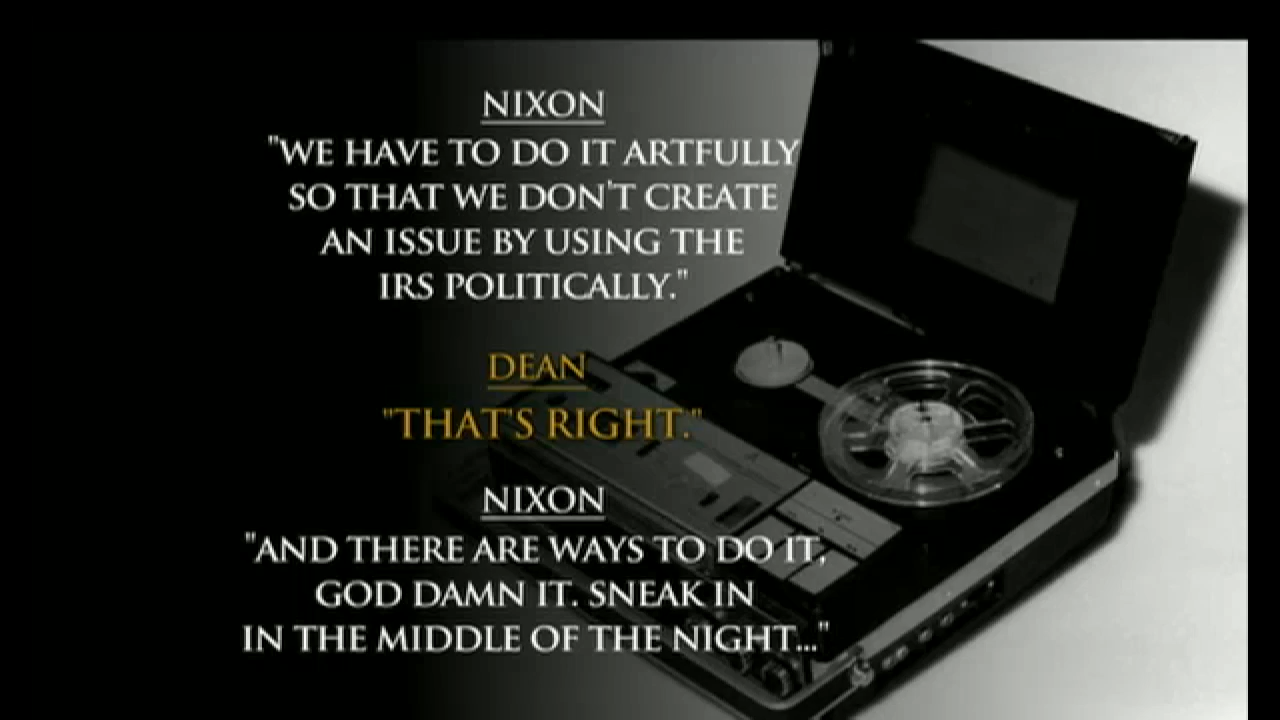 NIXON
"WE HAVE TO DO IT ARTFULLY
SO THAT WE DON'T CREATE
AN ISSUE BY USING THE
IRS POLITICALLY."
DEAN
"THAT'S RIGHT."
NIXON
"AND THERE ARE WAYS TO DO IT,
GOD DAMN IT. SNEAK IN
IN THE MIDDLE OF THE NIGHT..."